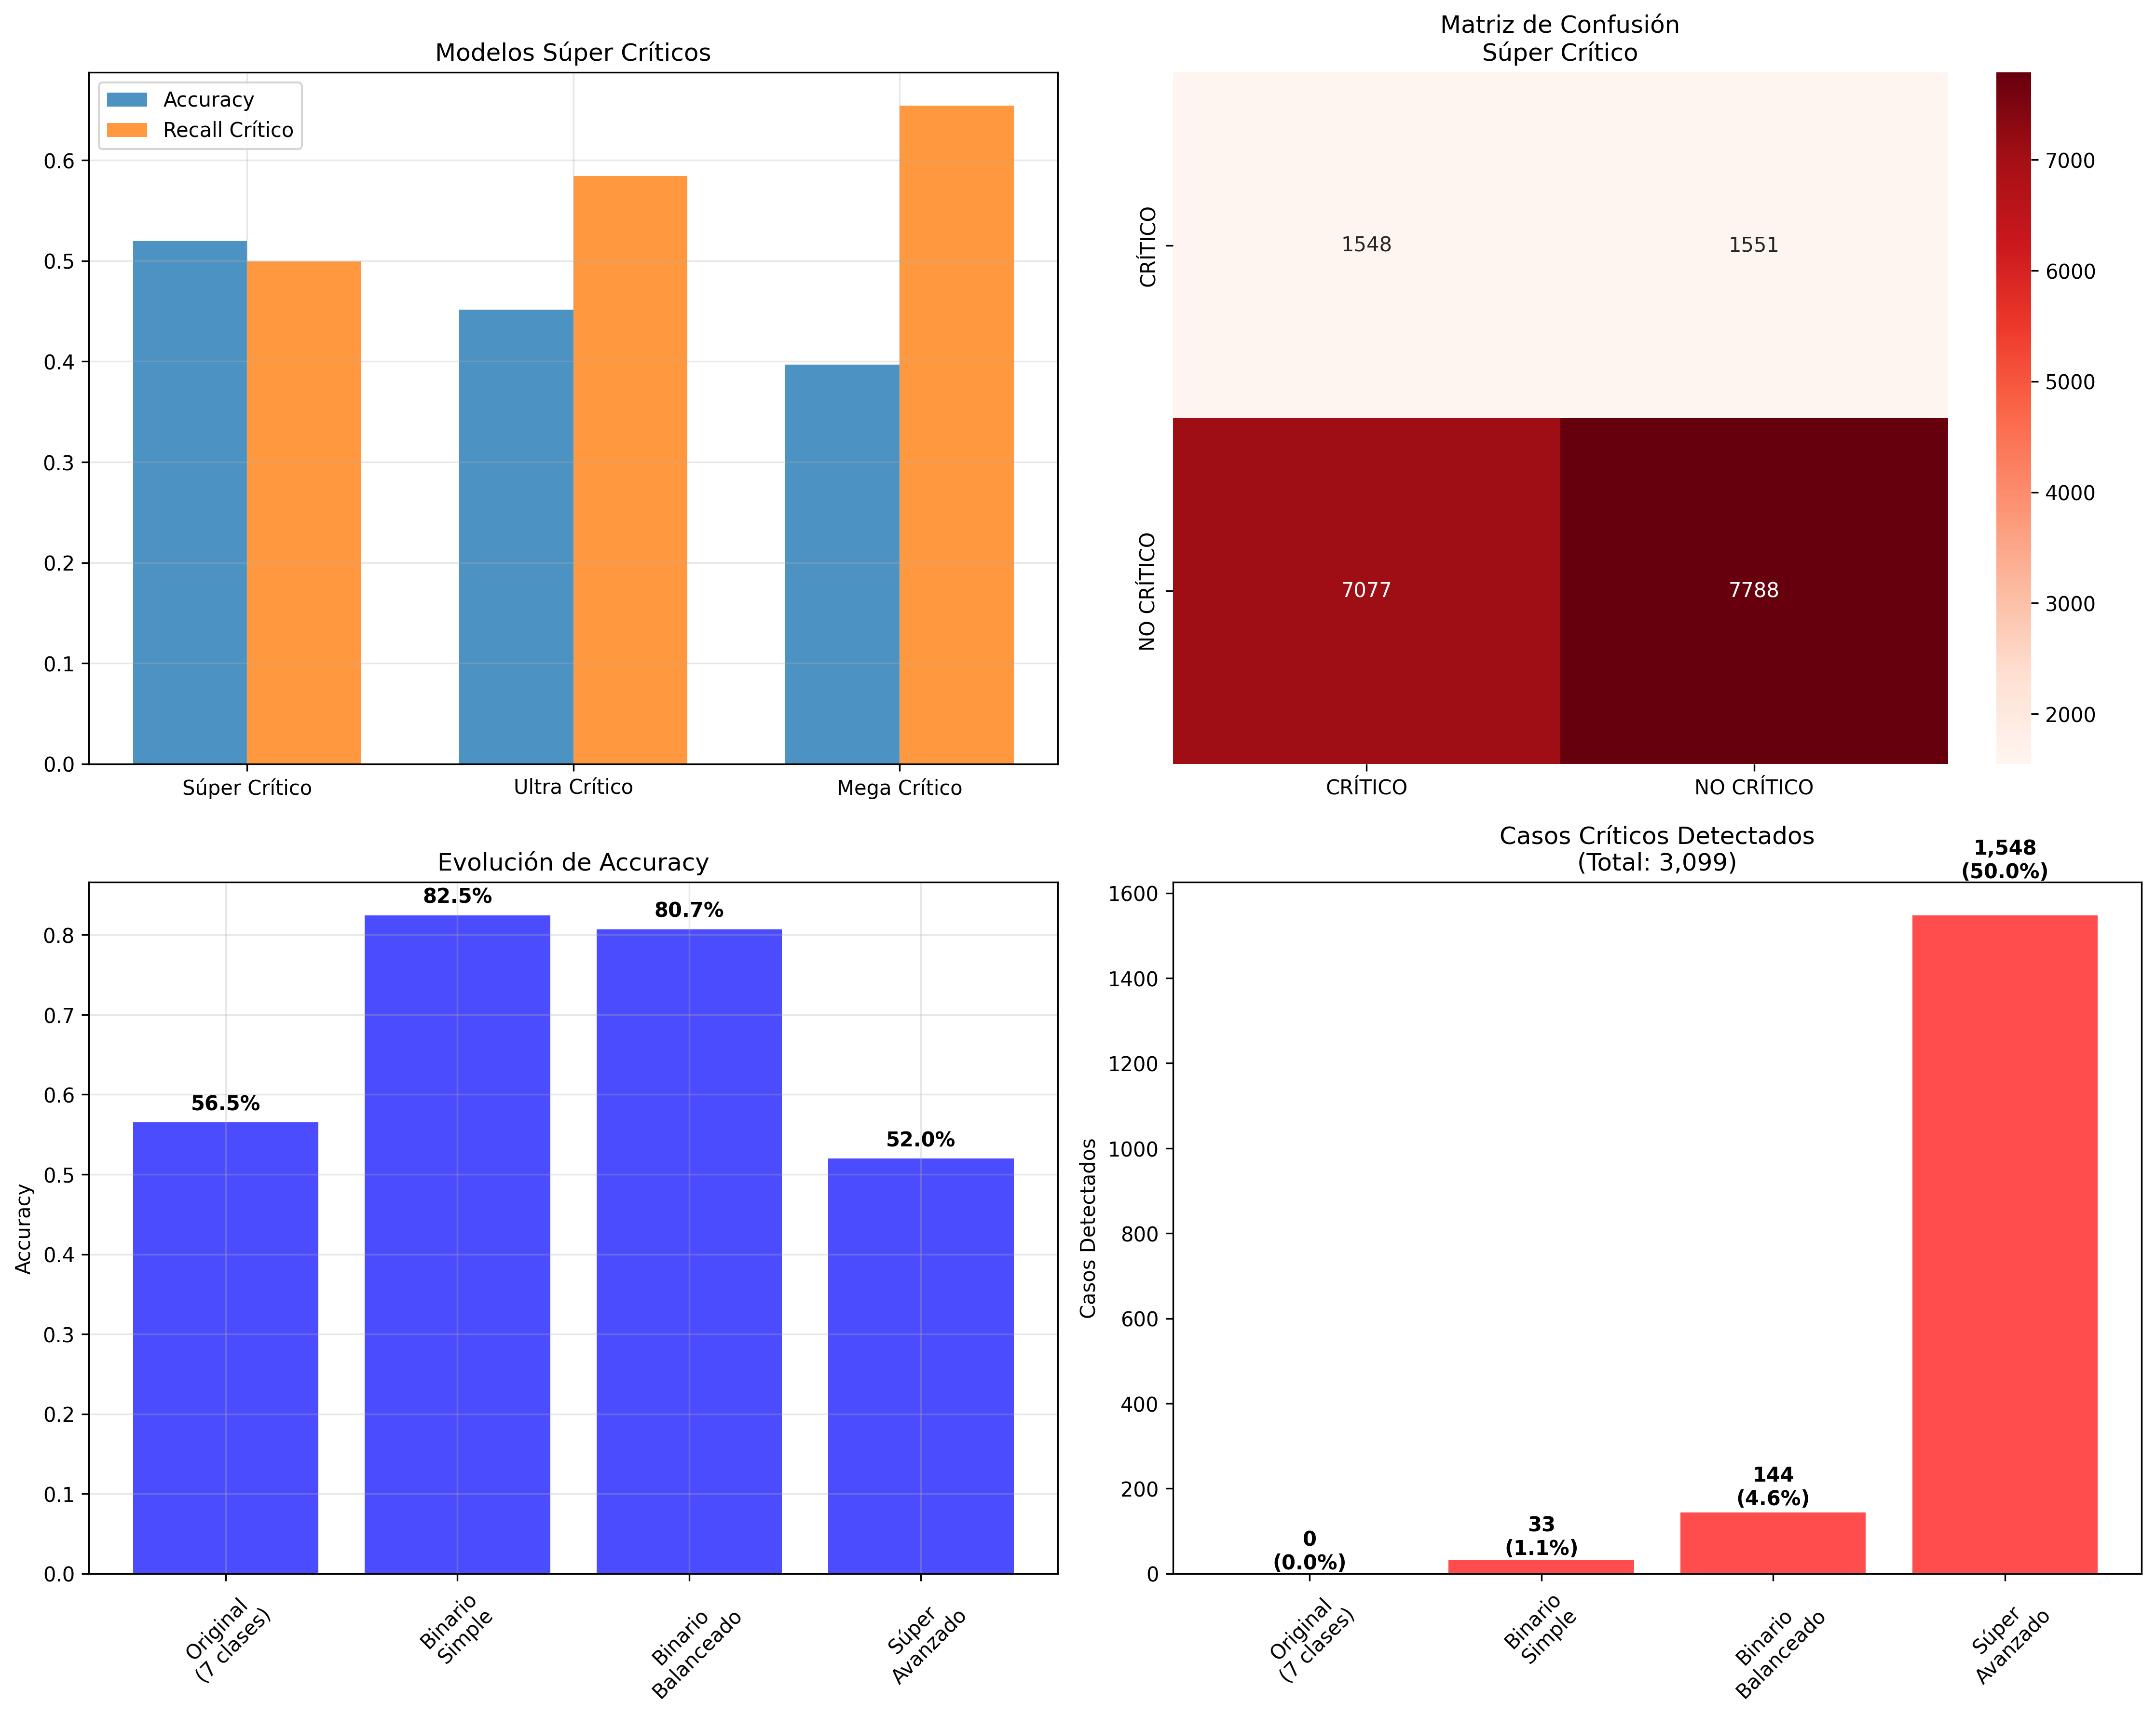 Modelos Súper Críticos
Accuracy
Recall Crítico
0.6
0.5
0.4
0.3
0.2
0.1
0.0
Súper Crítico
Ultra Crítico
Mega Crítico
Matriz de Confusión
Súper Crítico
CRÍTICO
NO CRÍTICO
1548
1551
7077
7788
CRÍTICO
NO CRÍTICO
7000
6000
5000
4000
3000
2000
Evolución de Accuracy
Accuracy
0.8
0.7
0.6
0.5
0.4
0.3
0.2
0.1
0.0
56.5%
82.5%
80.7%
52.0%
Original
(7 clases)
Binario
Simple
Binario
Balanceado
Súper
Avanzado
Casos Críticos Detectados
(Total: 3,099)
Casos Detectados
1600
1400
1200
1000
800
600
400
200
0
0
(0.0%)
33
(1.1%)
144
(4.6%)
1,548
(50.0%)
Original
(7 clases)
Binario
Simple
Binario
Balanceado
Súper
Avanzado